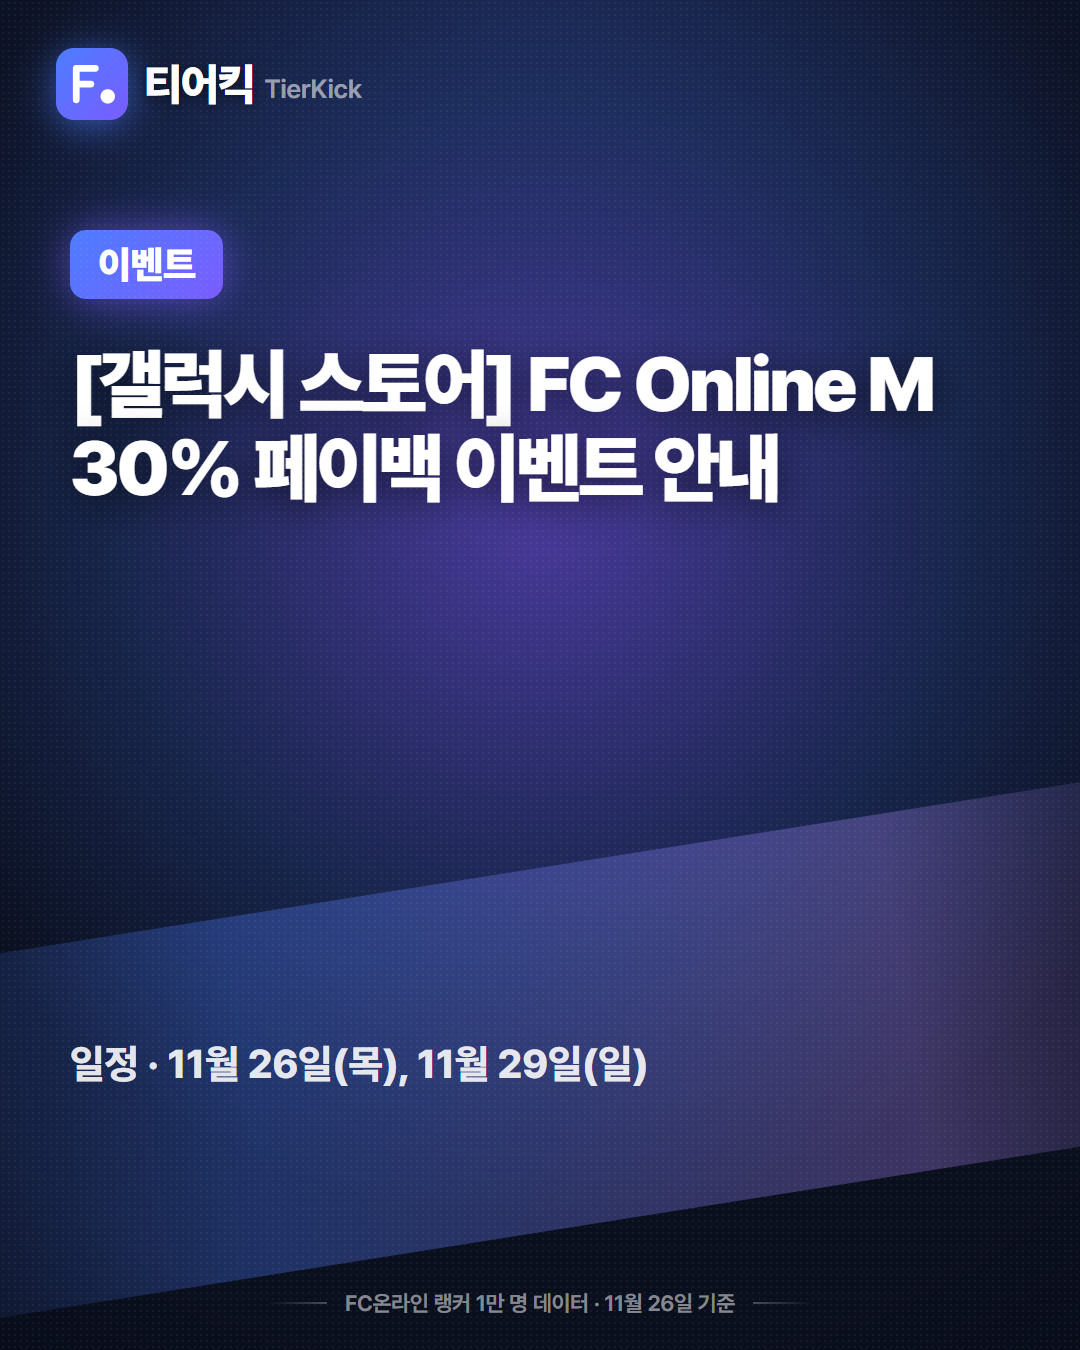 F.
티어킥 TierKick
이벤트
[갤럭시 스토어] FC Online M
30% 페이백 이벤트 안내
일정 · 11월 26일(목), 11월 29일(일)
FC온라인 랭커 1만 명 데이터 · 11월 26일 기준